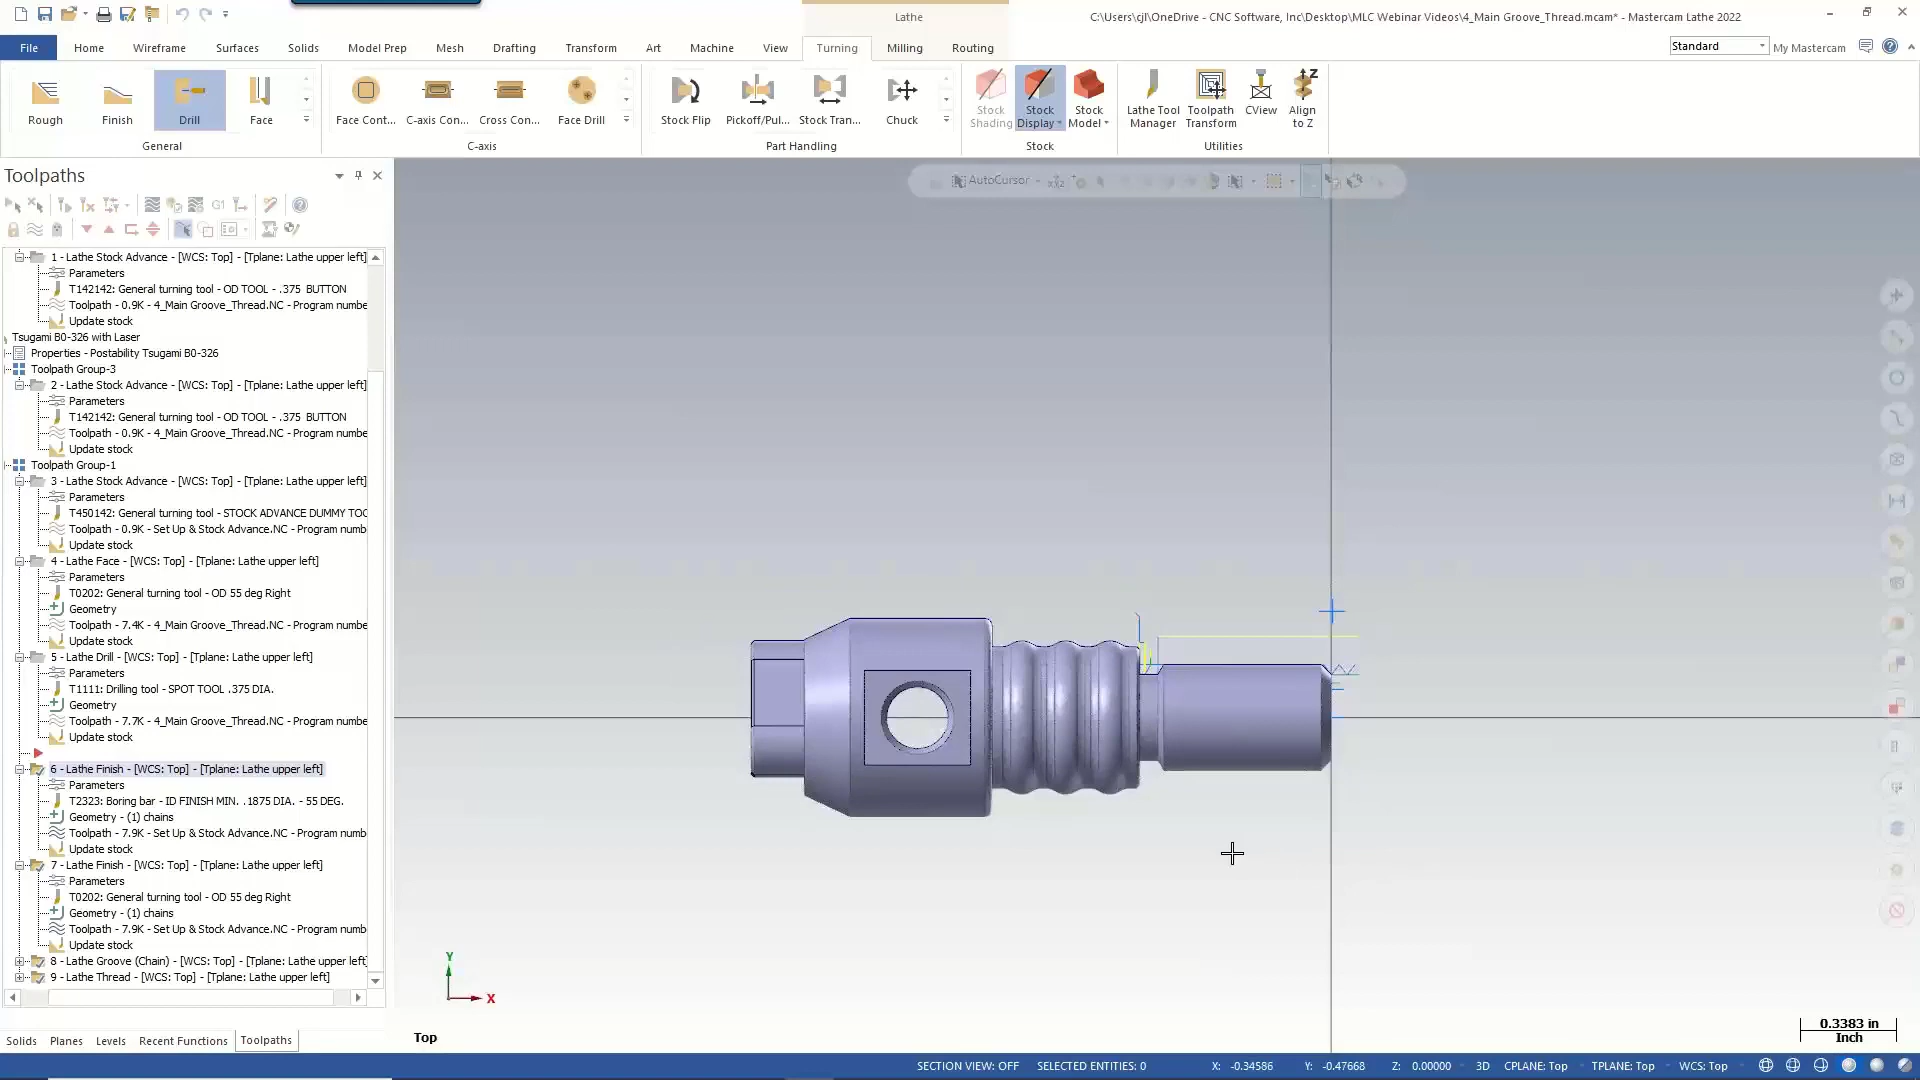 Lathe
C:\Users\cjl\OneDrive - CNC Software, Inc\Desktop\MLC Webinar Videos\4_Main Groove_Thread.mcam* - Mastercam Lathe 2022
File Home Wireframe Surfaces Solids Model Prep Mesh Drafting Transform Art Machine View Turning Milling Routing
Standard My Mastercam
Rough Finish Drill Face
General
Face Cont... C-axis Con... Cross Con... Face Drill
C-axis
Stock Flip Pickoff/Pul... Stock Tran... Chuck
Part Handling
Stock Shading
Stock Display
Stock Model
Stock
Lathe Tool Manager
Toolpath Transform
CView
Align to Z
Utilities
Toolpaths
G1
AutoCursor
1 - Lathe Stock Advance - [WCS: Top] - [Tplane: Lathe upper left]
Parameters
T142142: General turning tool - OD TOOL - .375 BUTTON
Toolpath - 0.9K - 4_Main Groove_Thread.NC - Program numbe
Update stock
Tsugami B0-326 with Laser
Properties - Postability Tsugami B0-326
Toolpath Group-3
2 - Lathe Stock Advance - [WCS: Top] - [Tplane: Lathe upper left]
Parameters
T142142: General turning tool - OD TOOL - .375 BUTTON
Toolpath - 0.9K - 4_Main Groove_Thread.NC - Program numbe
Update stock
Toolpath Group-1
3 - Lathe Stock Advance - [WCS: Top] - [Tplane: Lathe upper left]
Parameters
T450142: General turning tool - STOCK ADVANCE DUMMY TOO
Toolpath - 0.9K - Set Up & Stock Advance.NC - Program numb
Update stock
4 - Lathe Face - [WCS: Top] - [Tplane: Lathe upper left]
Parameters
T0202: General turning tool - OD 55 deg Right
Geometry
Toolpath - 7.4K - 4_Main Groove_Thread.NC - Program numbe
Update stock
5 - Lathe Drill - [WCS: Top] - [Tplane: Lathe upper left]
Parameters
T1111: Drilling tool - SPOT TOOL .375 DIA.
Geometry
Toolpath - 7.7K - 4_Main Groove_Thread.NC - Program numbe
Update stock
6 - Lathe Finish - [WCS: Top] - [Tplane: Lathe upper left]
Parameters
T2323: Boring bar - ID FINISH MIN. .1875 DIA. - 55 DEG.
Geometry - (1) chains
Toolpath - 7.9K - Set Up & Stock Advance.NC - Program numb
Update stock
7 - Lathe Finish - [WCS: Top] - [Tplane: Lathe upper left]
Parameters
T0202: General turning tool - OD 55 deg Right
Geometry - (1) chains
Toolpath - 7.9K - Set Up & Stock Advance.NC - Program numb
Update stock
8 - Lathe Groove (Chain) - [WCS: Top] - [Tplane: Lathe upper left]
9 - Lathe Thread - [WCS: Top] - [Tplane: Lathe upper left]
Y
X
Top
0.3383 in
Inch
Solids Planes Levels Recent Functions Toolpaths
SECTION VIEW: OFF SELECTED ENTITIES: 0 X: -0.34586 Y: -0.47668 Z: 0.00000 3D CPLANE: Top TPLANE: Top WCS: Top